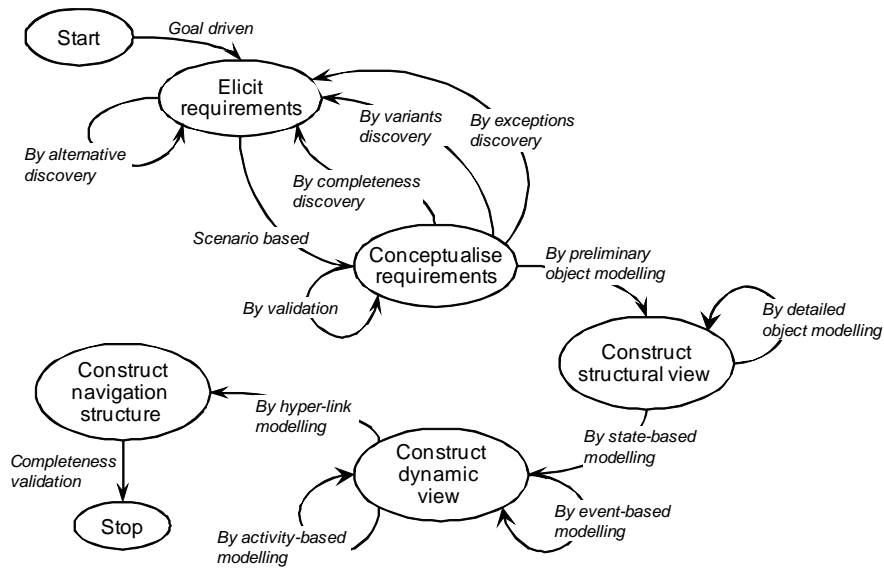 Goal driven
Start
Elicit
requirements
By variants
discovery
By exceptions
discovery
By alternative
discovery
By completeness
discovery
Scenario based
Conceptualise
requirements
By preliminary
object modelling
By validation
By detailed
object modelling
Construct
structural view
Construct
navigation
structure
By hyper-link
modelling
By state-based
modelling
Construct
dynamic
view
Completeness
validation
By event-based
modelling
Stop
By activity-based
modelling